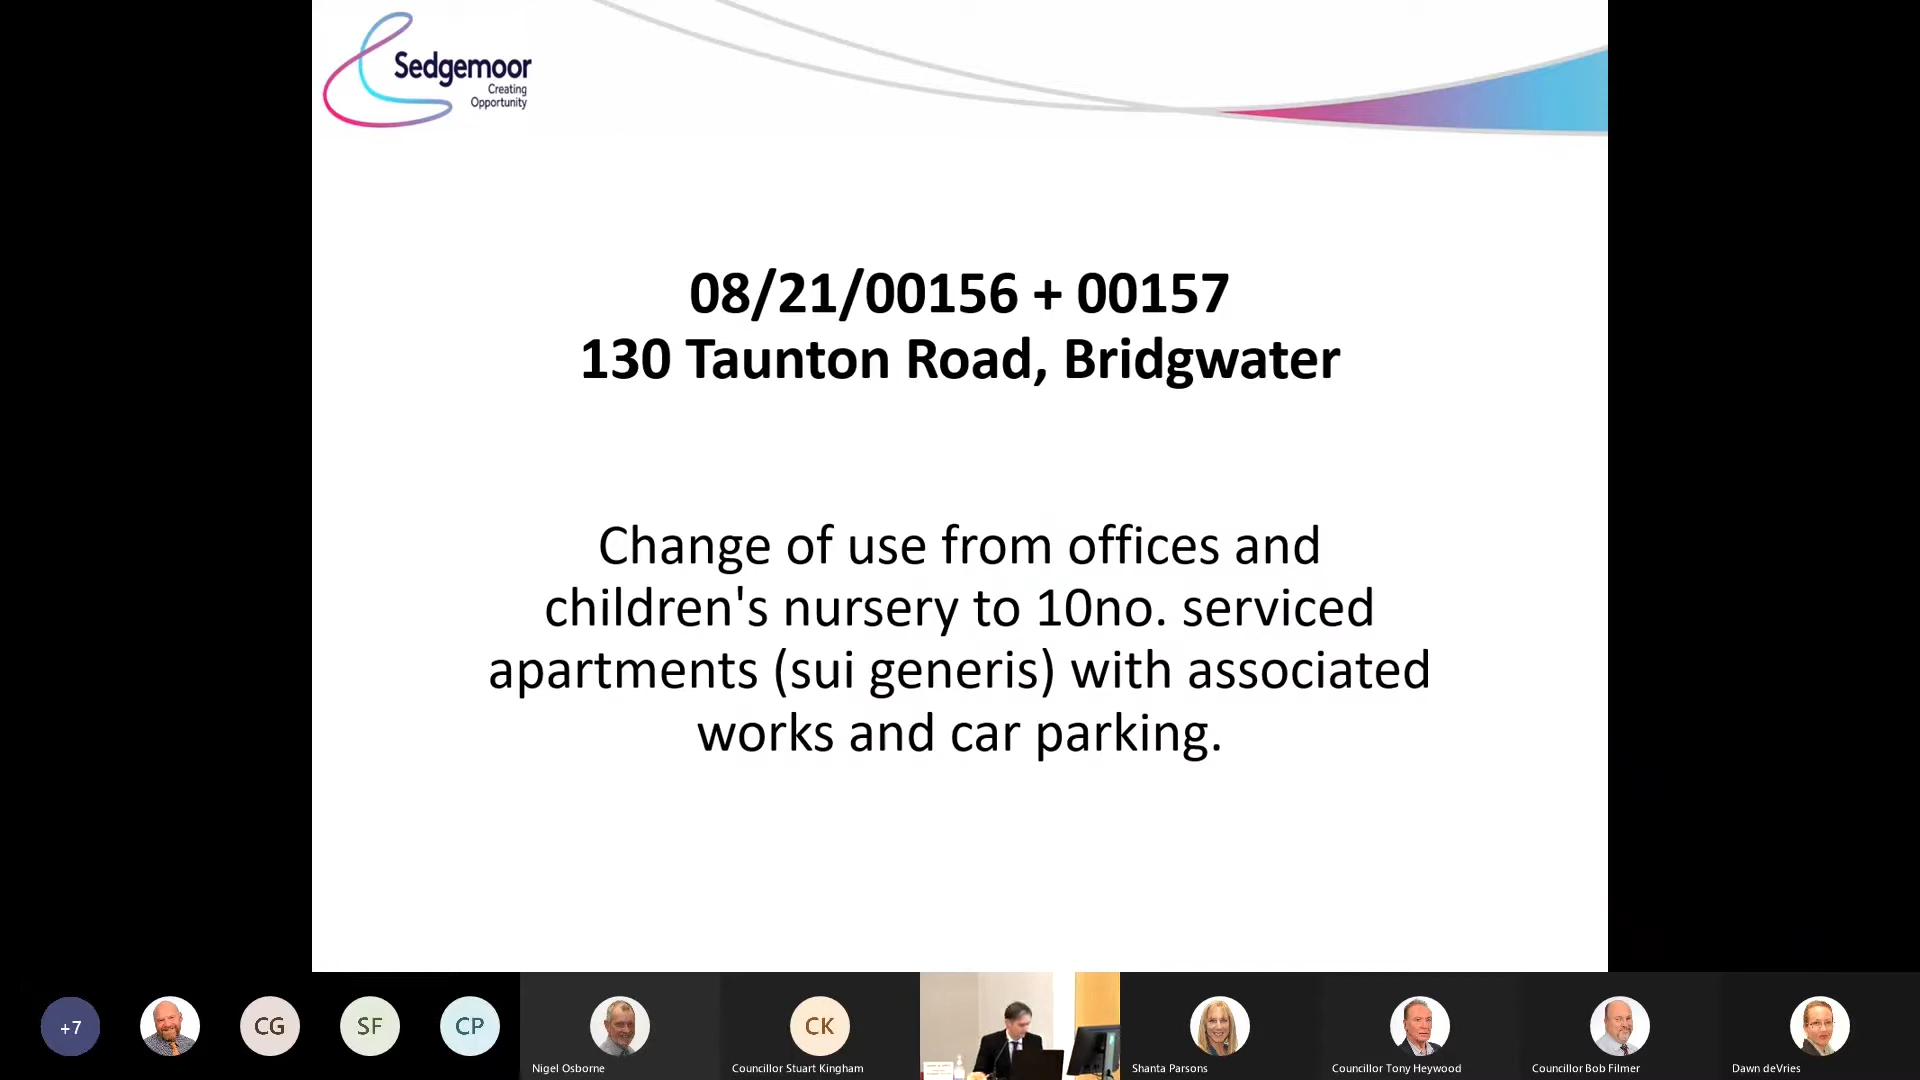 Sedgemoor
Creating
Opportunity
08/21/00156 + 00157
130 Taunton Road, Bridgwater
Change of use from offices and
children's nursery to 10no. serviced
apartments (sui generis) with associated
works and car parking.
+7
CG
SF
CP
CK
Nigel Osborne
Councillor Stuart Kingham
Shanta Parsons
Councillor Tony Heywood
Councillor Bob Filmer
Dawn deVries